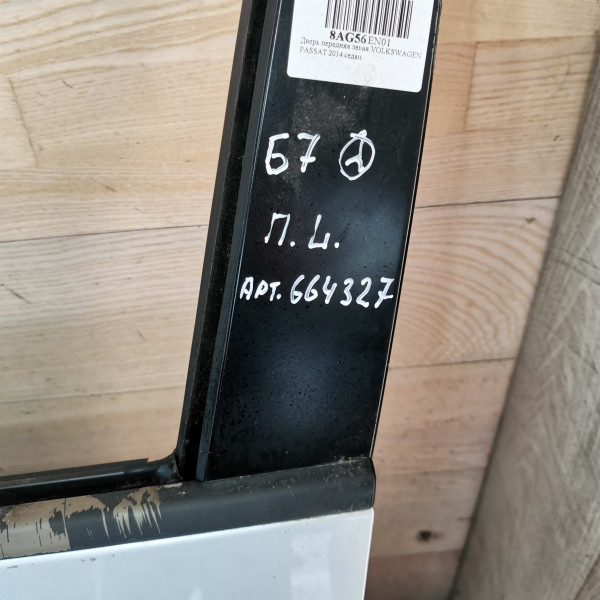 8AG56EN01
Дверь передняя левая VOLKSWAGEN
PASSAT 2014 седан
Б7
П.Ц.
АРТ. 664327